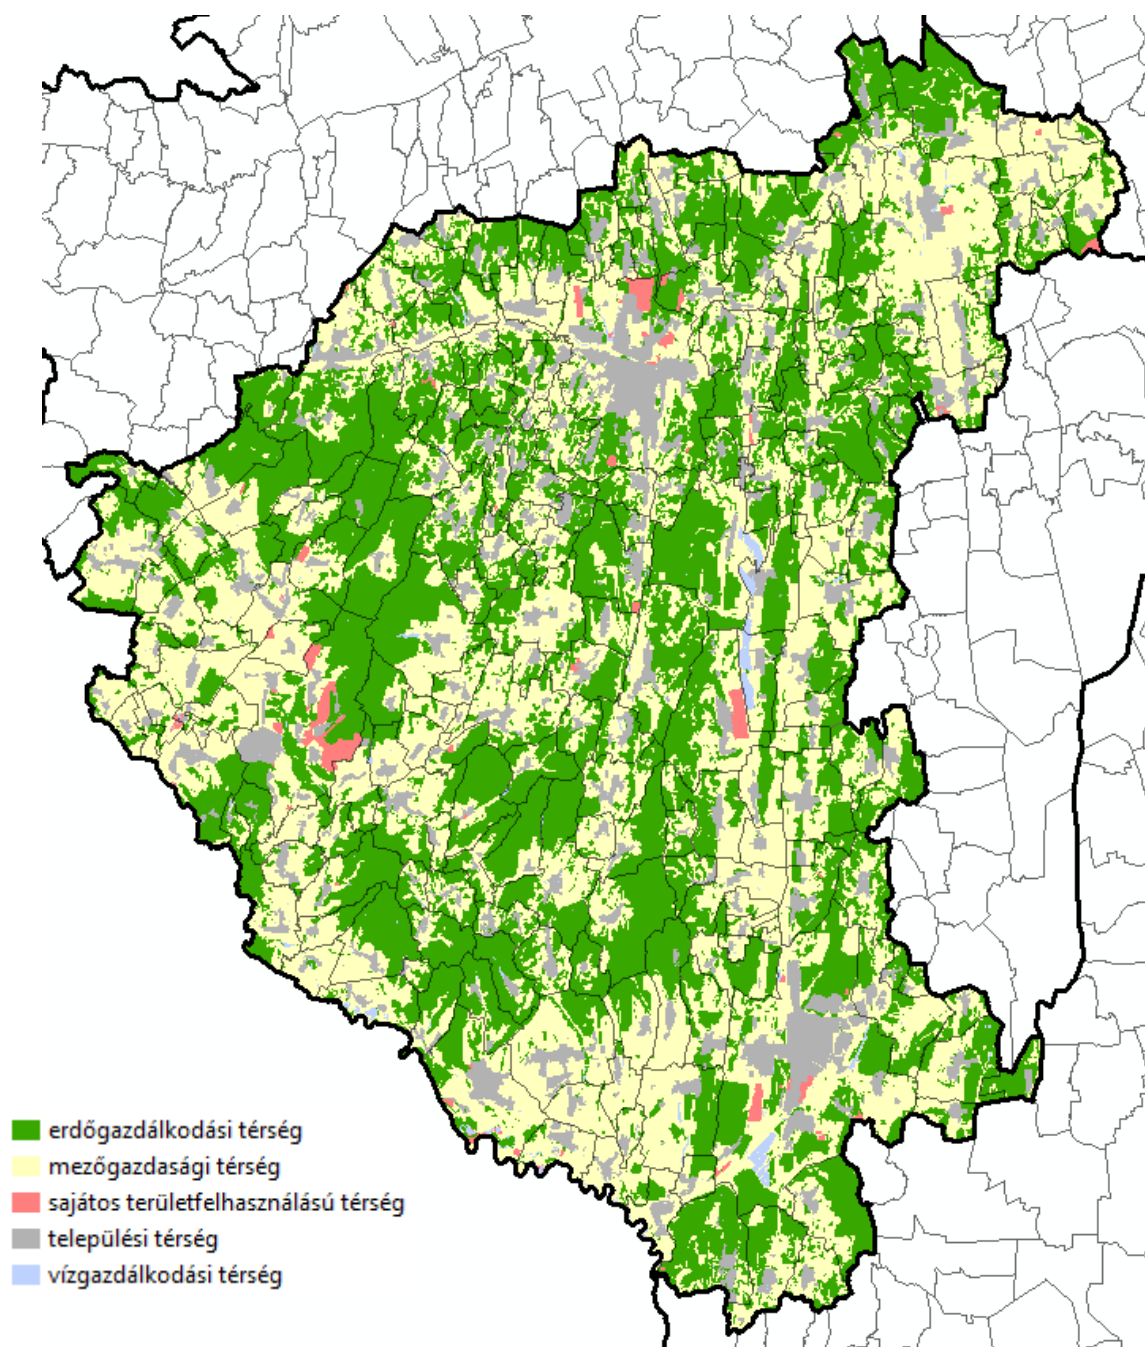 erdőgazdálkodási térség
mezőgazdasági térség
sajátos területfelhasználású térség
települési térség
vízgazdálkodási térség